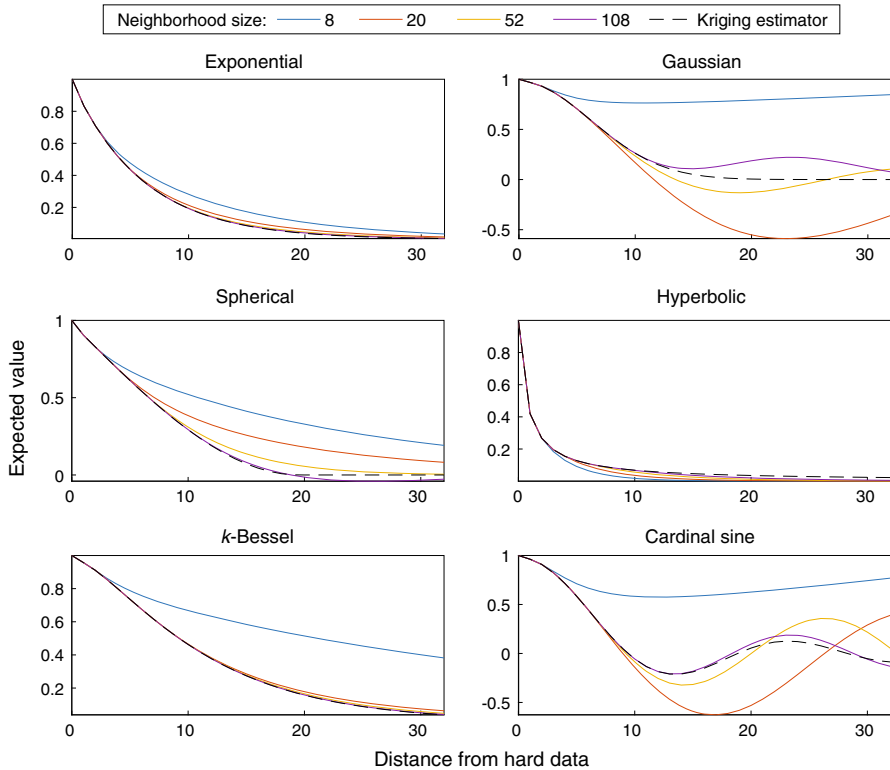 Neighborhood size: 8 20 52 108 Kriging estimator
Exponential
0.8
0.6
0.4
0.2
0 10 20 30
Gaussian
1
0.5
0
-0.5
0 10 20 30
Spherical
1
0.5
0
0 10 20 30
Hyperbolic
0.8
0.6
0.4
0.2
0 10 20 30
k-Bessel
0.8
0.6
0.4
0.2
0 10 20 30
Cardinal sine
1
0.5
0
-0.5
0 10 20 30
Expected value
Distance from hard data